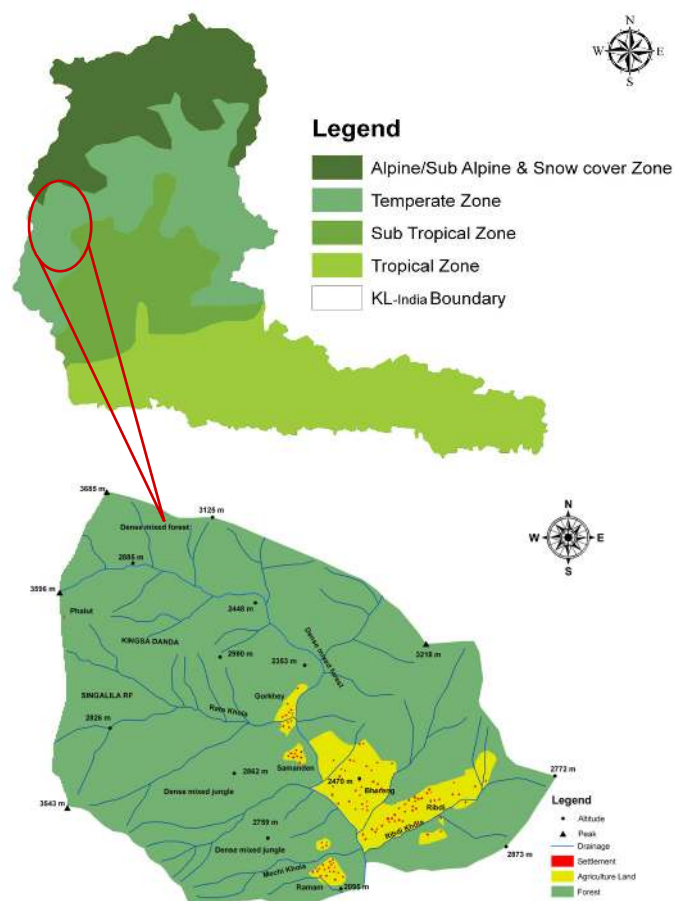 N
W E
S
Legend
Alpine/Sub Alpine & Snow cover Zone
Temperate Zone
Sub Tropical Zone
Tropical Zone
KL-India Boundary
3685 m
3125 m
Dense mixed forest
N
W E
S
2885 m
3596 m
Phalut
2448 m
KINGBA DANDA
Dense mixed forest
2990 m
2353 m
3218 m
SINGALILA RF
Gorkhey
Rate Khola
2826 m
Samanden
2862 m
2470 m
Bhareng
2772 m
Dense mixed jungle
Legend
3543 m
Ribdi
Ribdi Khola
Altitude
2759 m
Peak
Dense mixed jungle
2873 m
Drainage
Settlement
Mechi Khola
Agriculture Land
Ramam
2095 m
Forest